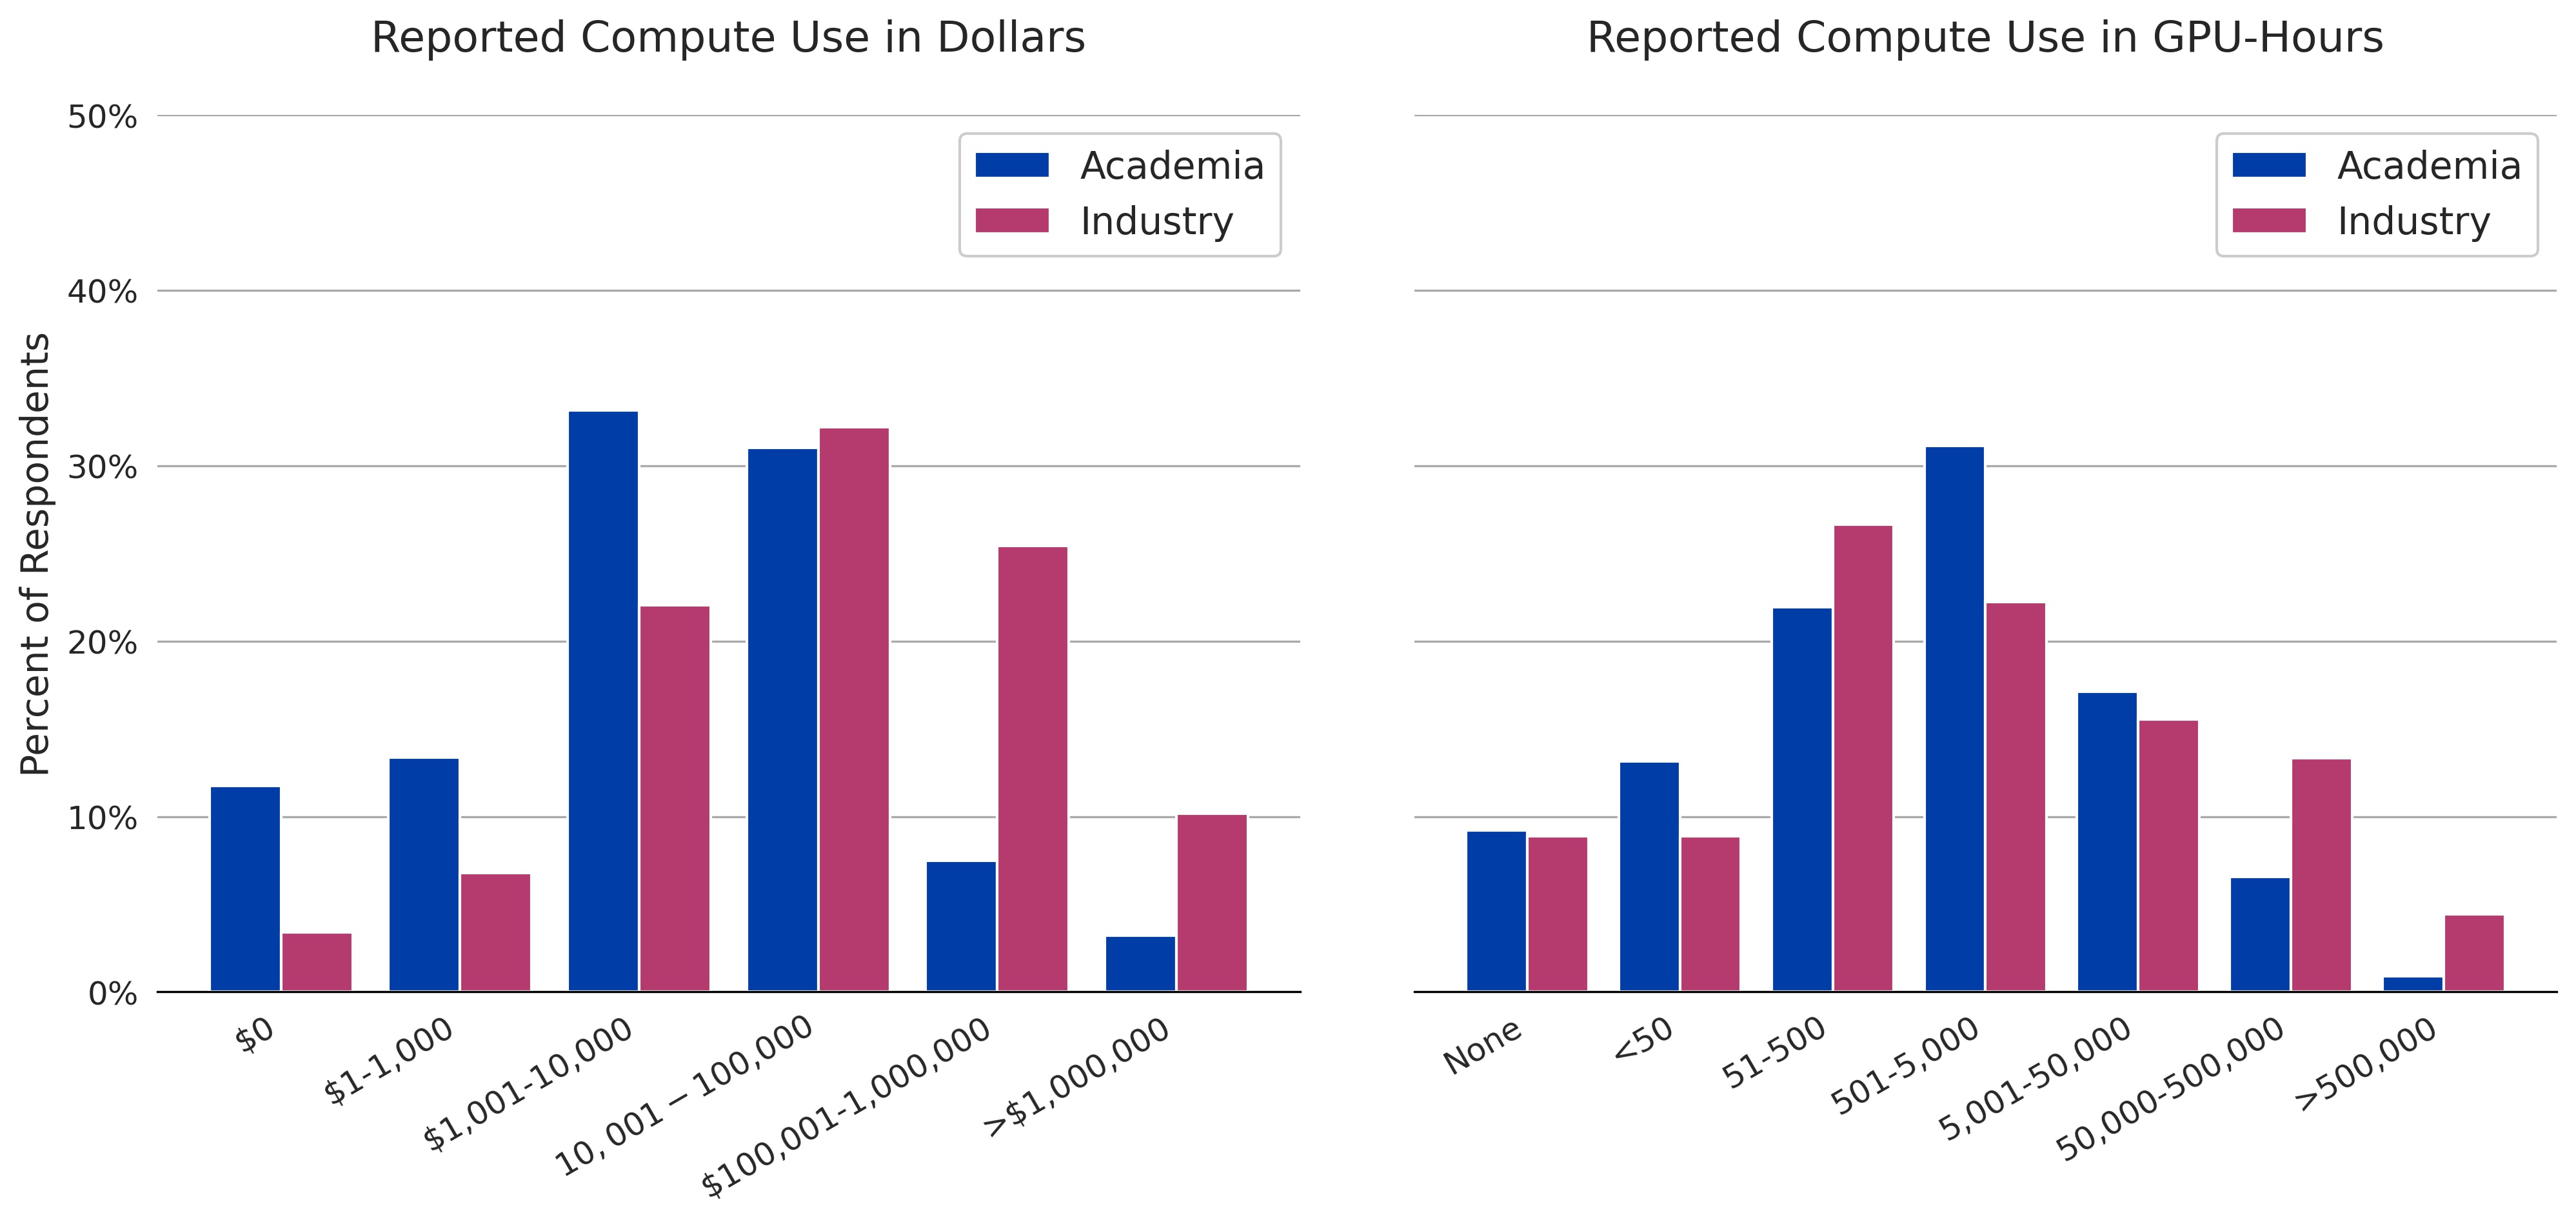 Reported Compute Use in Dollars
Reported Compute Use in GPU-Hours
Percent of Respondents
50%
40%
30%
20%
10%
0%
Academia
Industry
Academia
Industry
$0
$1-1,000
$1,001-10,000
10,001 − 100,000
$100,001-1,000,000
>$1,000,000
None
<50
51-500
501-5,000
5,001-50,000
50,000-500,000
>500,000